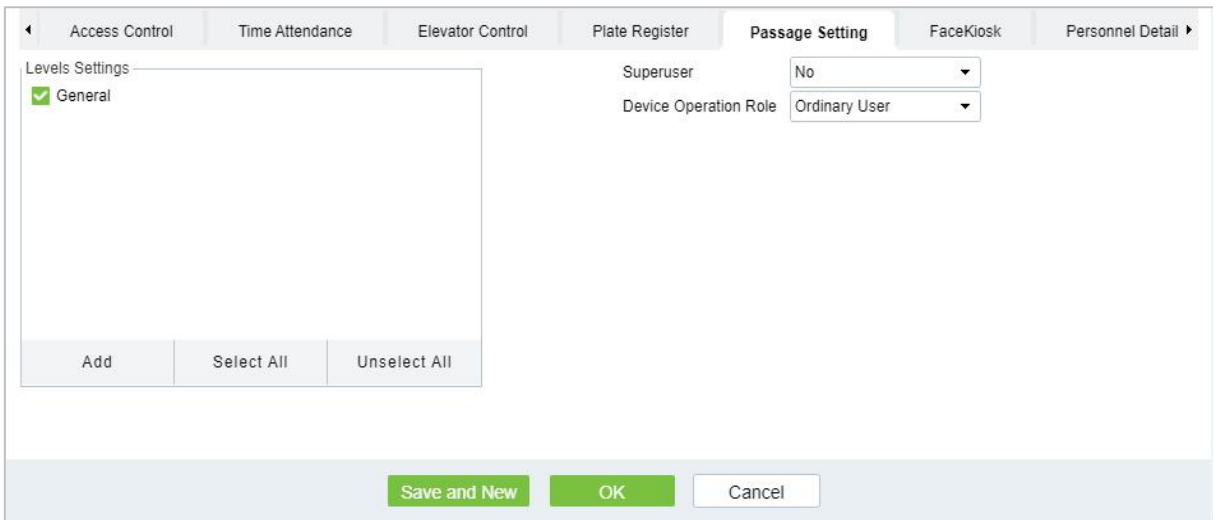 Access Control Time Attendance Elevator Control Plate Register Passage Setting FaceKiosk Personnel Detail
Levels Settings
General
Superuser No
Device Operation Role Ordinary User
Add Select All Unselect All
Save and New OK Cancel